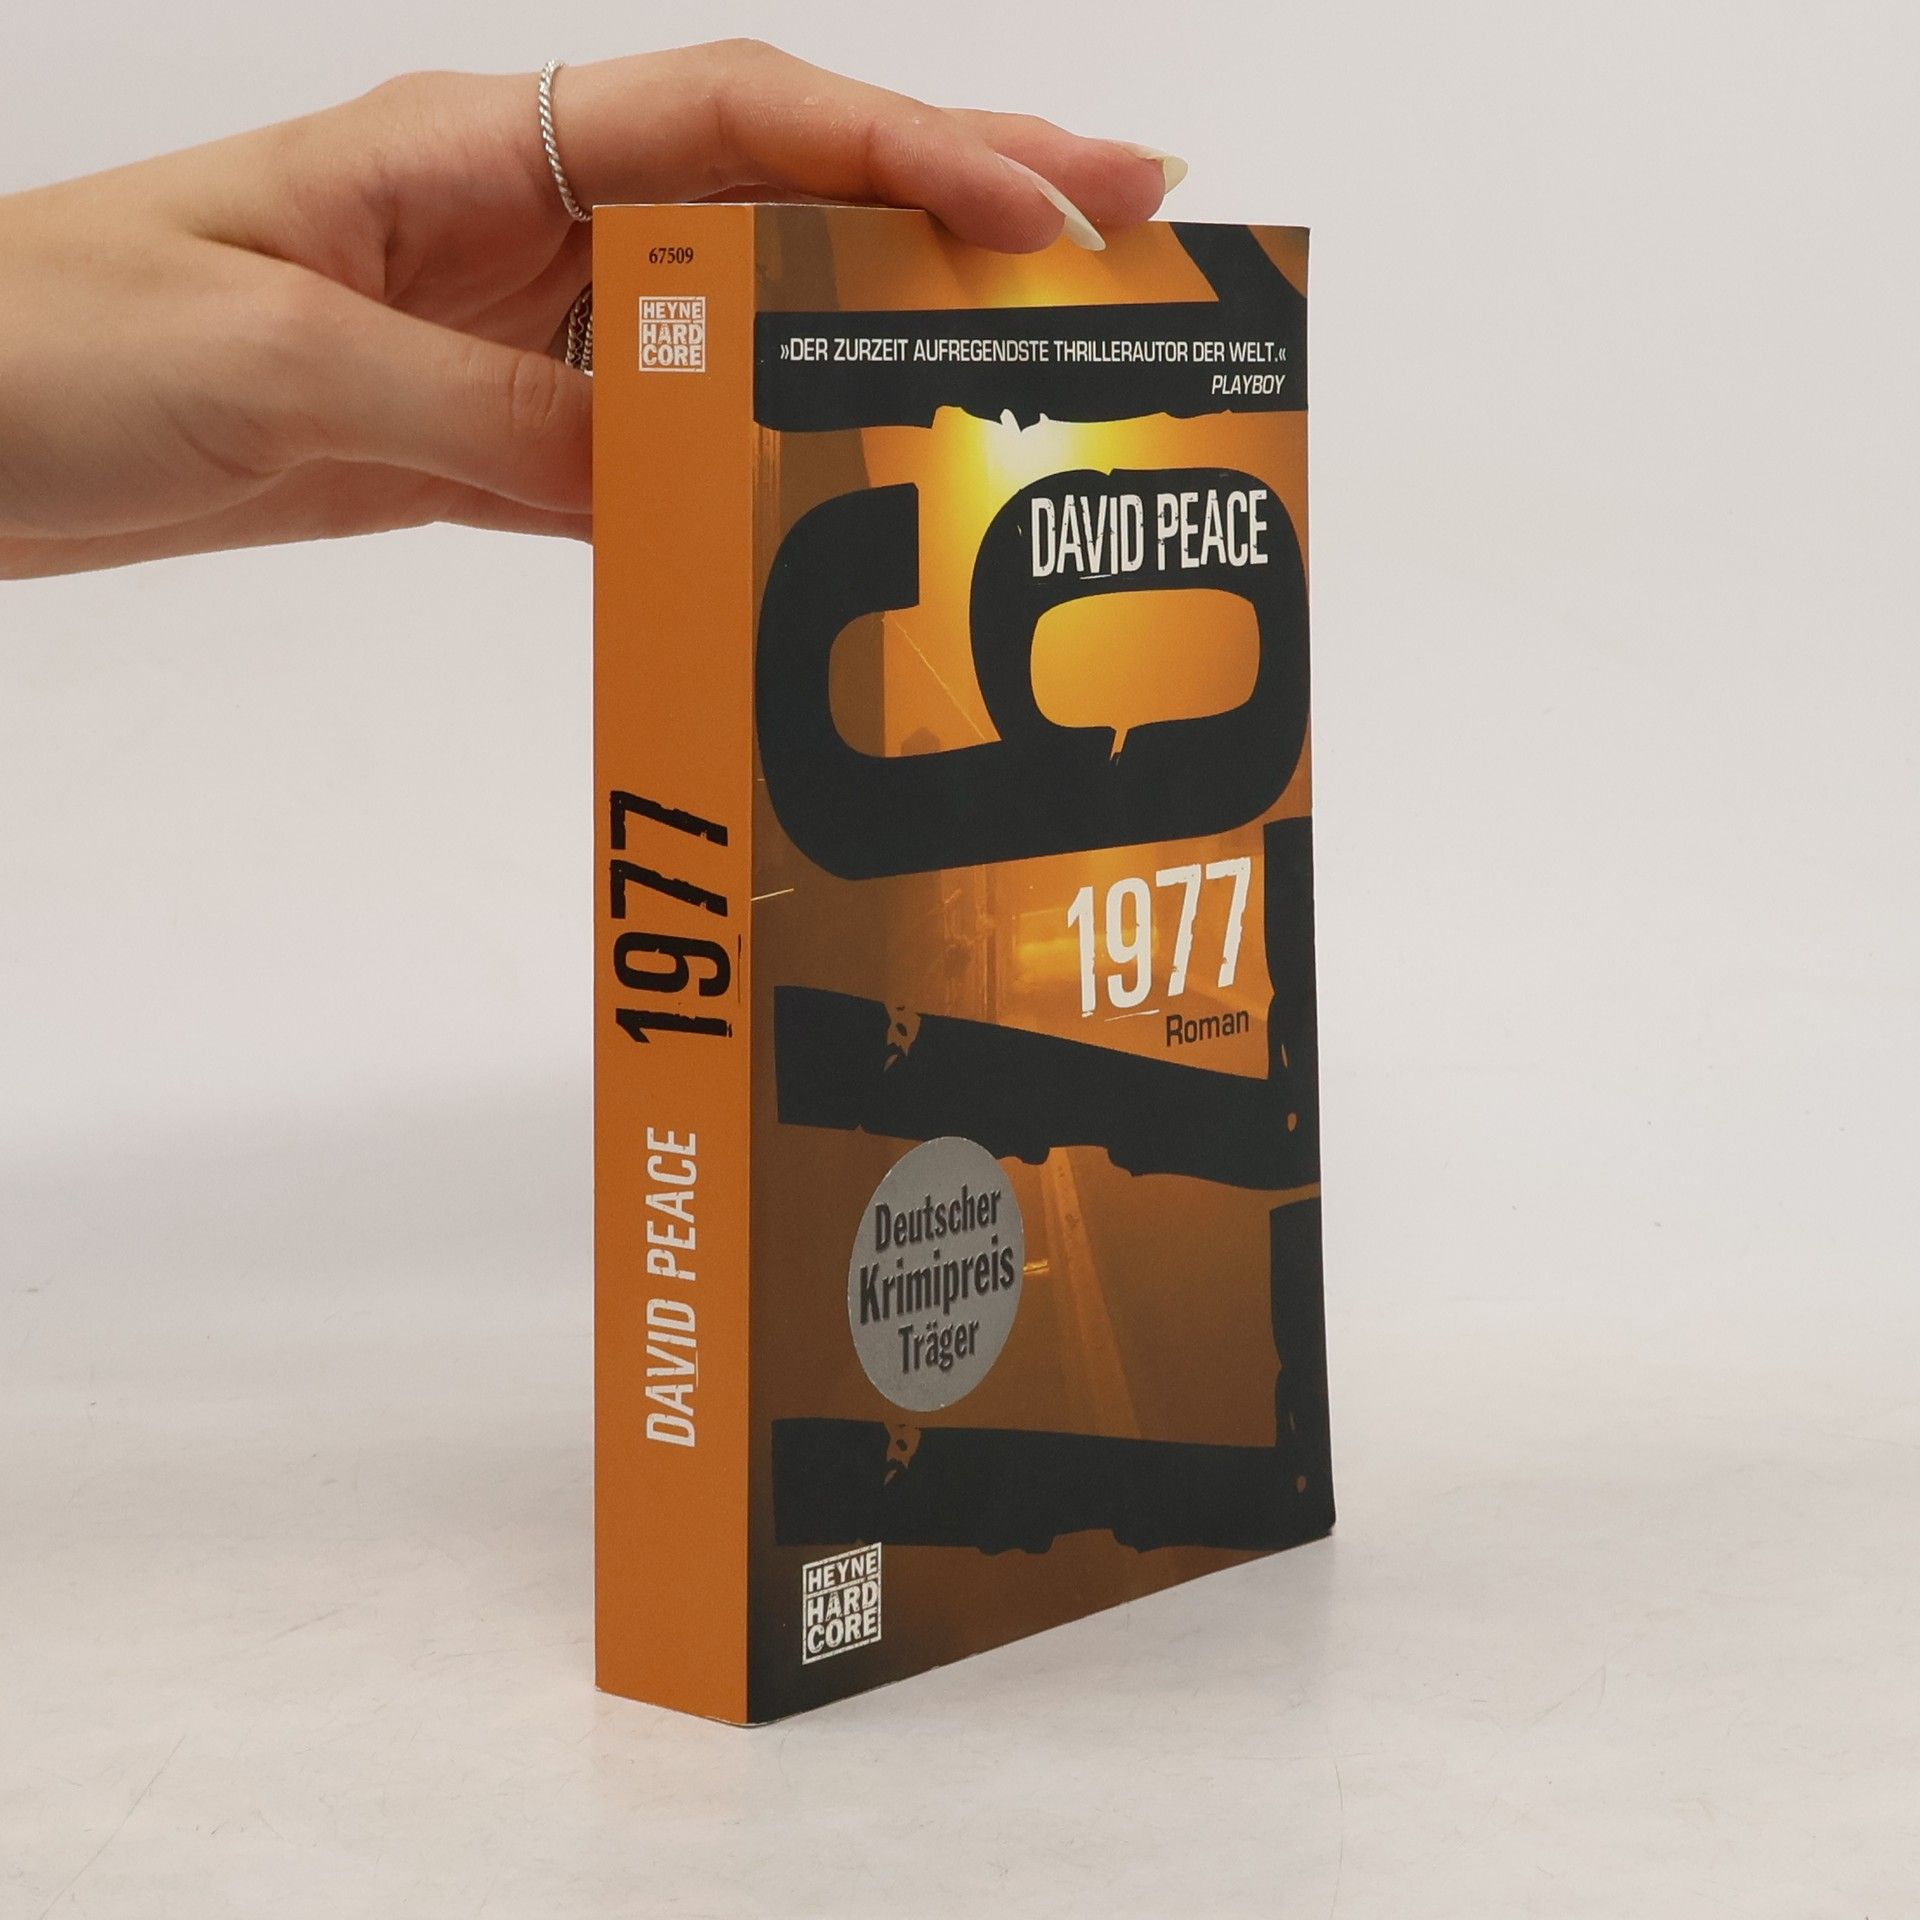 67509
HEYNE
HARD
CORE
1977
DAVID PEACE
»DER ZURZEIT AUFREGENDSTE THRILLERAUTOR DER WELT.«
PLAYBOY
DAVID PEACE
1977
Roman
1977
Deutscher
Krimipreis
Träger
HEYNE
HARD
CORE